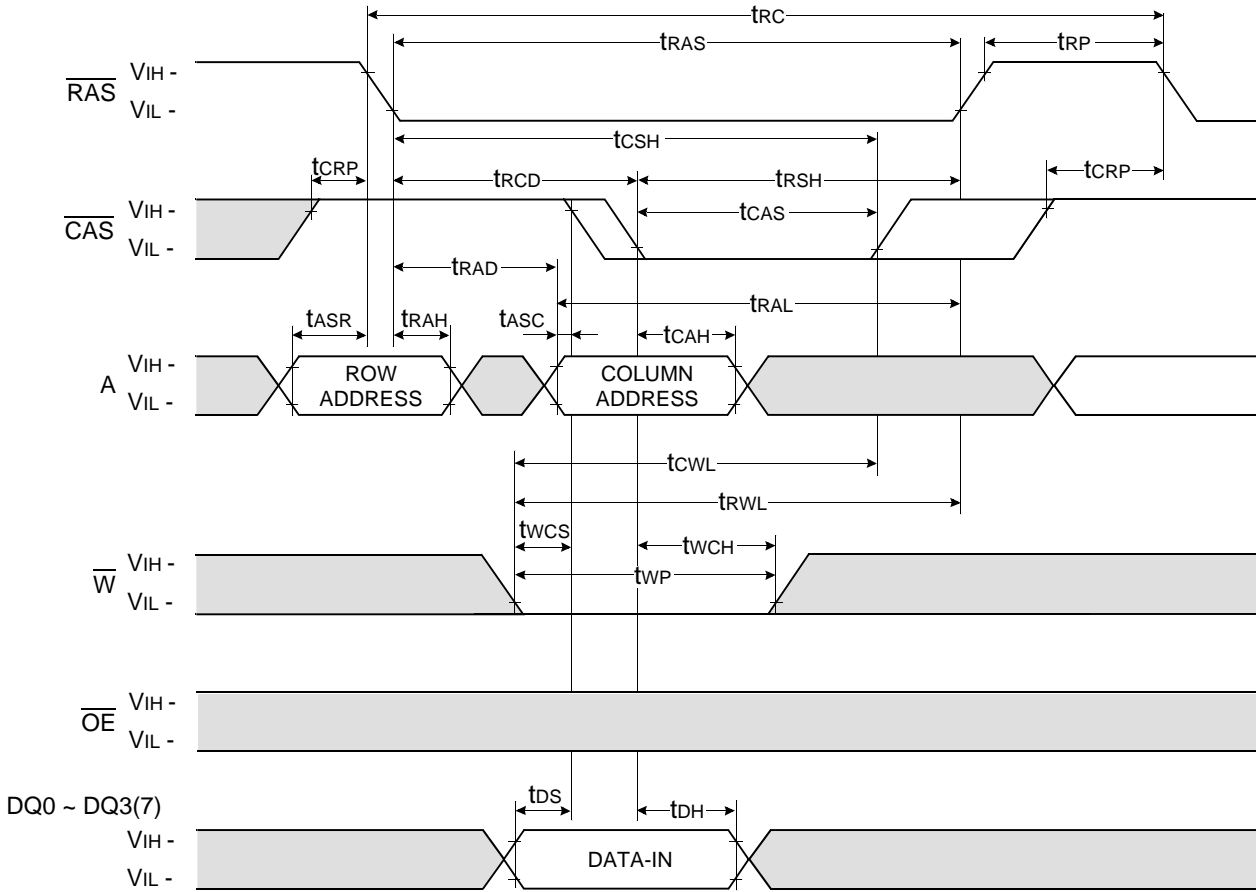 tRC
tRAS
tRP
RAS
VIH -
VIL -
tCSH
tCRP
tRCD
tRSH
tCRP
CAS
VIH -
VIL -
tCAS
tRAD
tRAL
tASR
tRAH
tASC
tCAH
A
VIH -
VIL -
ROW
ADDRESS
COLUMN
ADDRESS
tCWL
tRWL
tWCS
tWCH
W
VIH -
VIL -
tWP
OE
VIH -
VIL -
DQ0 ~ DQ3(7)
tDS
tDH
VIH -
VIL -
DATA-IN